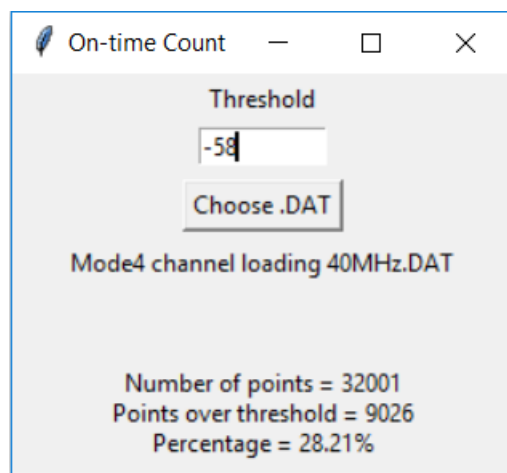 On-time Count
Threshold
-58
Choose .DAT
Mode4 channel loading 40MHz.DAT
Number of points = 32001
Points over threshold = 9026
Percentage = 28.21%